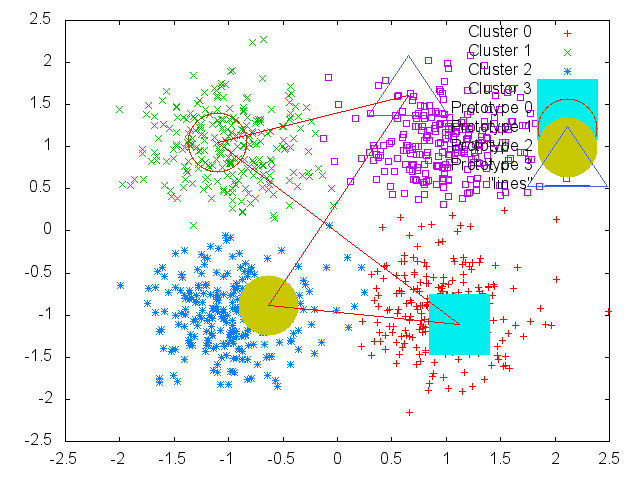 2.5
2
1.5
1
0.5
0
-0.5
-1
-1.5
-2
-2.5
-2.5 -2 -1.5 -1 -0.5 0 0.5 1 1.5 2 2.5
Cluster 0
Cluster 1
Cluster 2
Cluster 3
Prototype 0
Prototype 1
Prototype 2
Prototype 3
"lines"